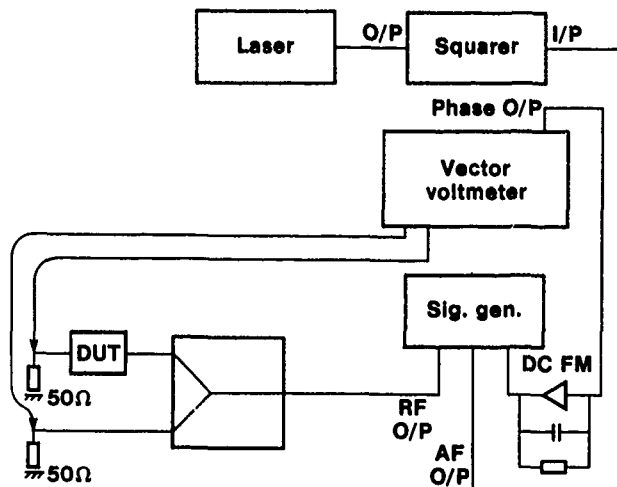 Laser
O/P
Squarer
I/P
Phase O/P
Vector
voltmeter
Sig. gen.
DUT
DC FM
50Ω
RF
O/P
AF
O/P
50Ω